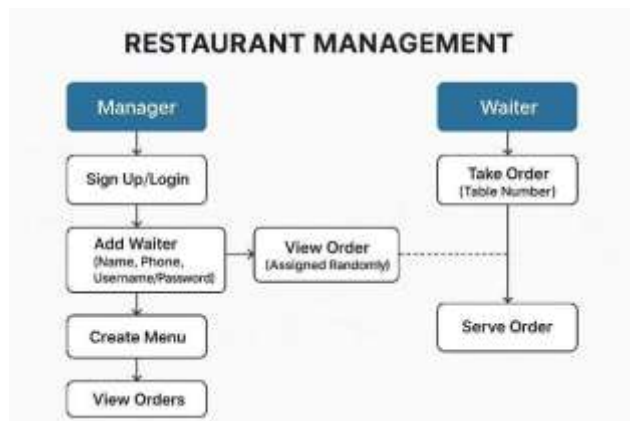 RESTAURANT MANAGEMENT
Manager
Waiter
Sign Up/Login
Take Order
(Table Number)
Add Waiter
(Name, Phone,
Username/Password)
View Order
(Assigned Randomly)
Create Menu
Serve Order
View Orders